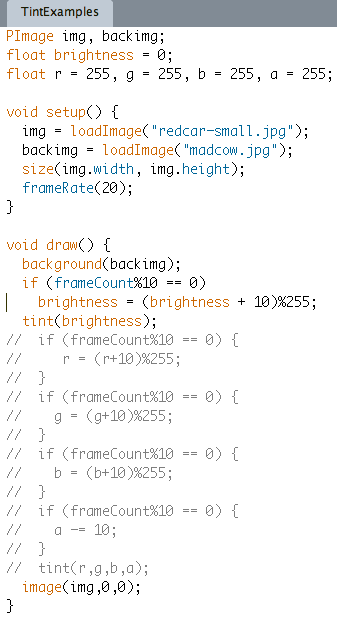 TintExamples
PImage img, backimg;
float brightness = 0;
float r = 255, g = 255, b = 255, a = 255;

void setup() {
  img = loadImage("redcar-small.jpg");
  backimg = loadImage("madcow.jpg");
  size(img.width, img.height);
  frameRate(20);
}

void draw() {
  background(backimg);
  if (frameCount%10 == 0)
    brightness = (brightness + 10)%255;
  tint(brightness);
//  if (frameCount%10 == 0) {
//     r = (r+10)%255;
//  }
//  if (frameCount%10 == 0) {
//    g = (g+10)%255;
//  }
//  if (frameCount%10 == 0) {
//    b = (b+10)%255;
//  }
//  if (frameCount%10 == 0) {
//    a -= 10;
//  }
//  tint(r,g,b,a);
  image(img,0,0);
}